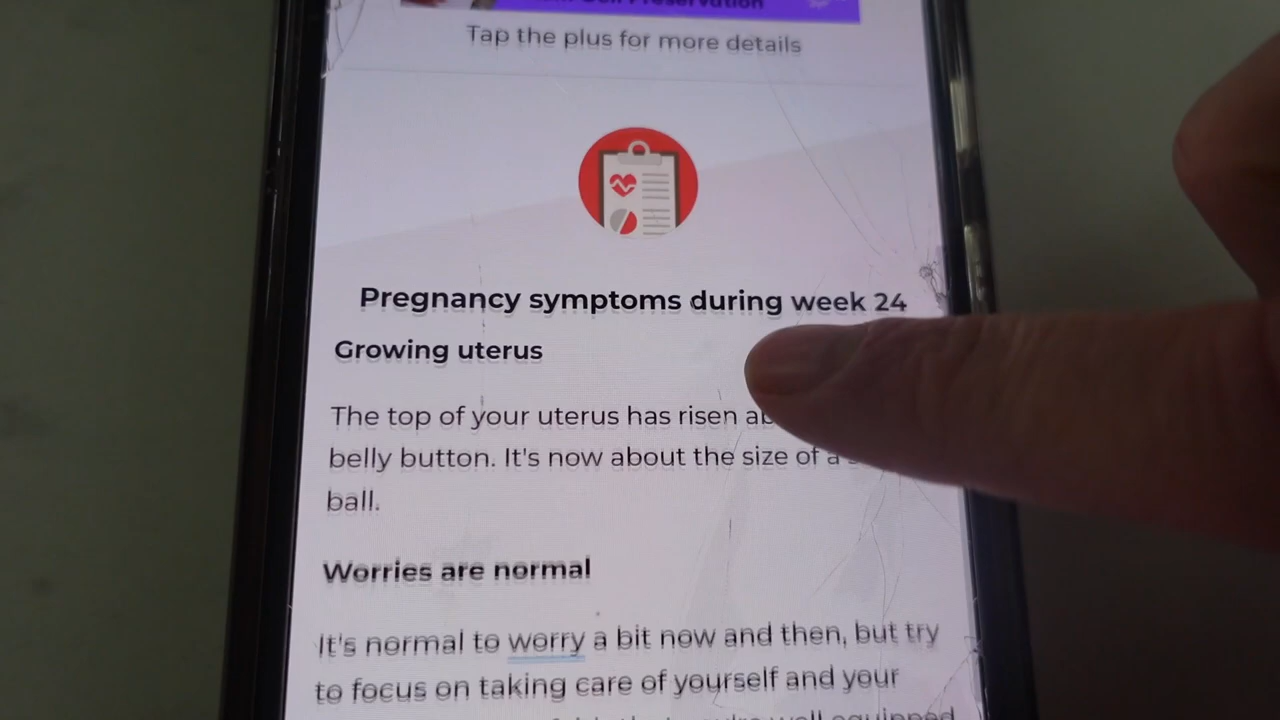 Preservation
Tap the plus for more details
Pregnancy symptoms during week 24
Growing uterus
The top of your uterus has risen
belly button. It's now about the size of a
ball.
Worries are normal
It's normal to worry a bit now and then, but try
to focus on taking care of yourself and your
equipped